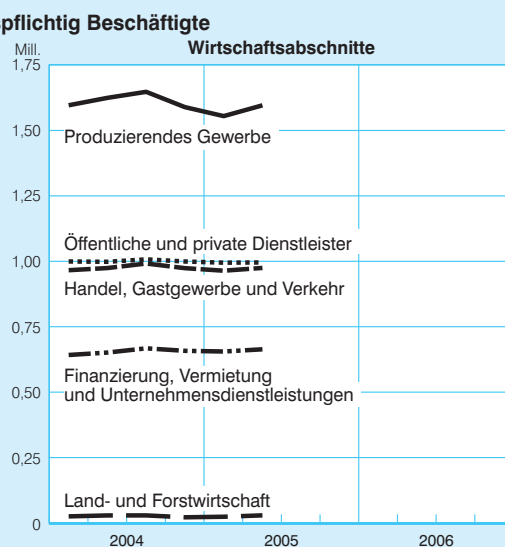 spflichtig Beschäftigte
Mill.
Wirtschaftsabschnitte
1,75
1,50
Produzierendes Gewerbe
1,25
Öffentliche und private Dienstleister
1,00
Handel, Gastgewerbe und Verkehr
0,75
Finanzierung, Vermietung
und Unternehmensdienstleistungen
0,50
0,25
Land- und Forstwirtschaft
0
2004 2005 2006